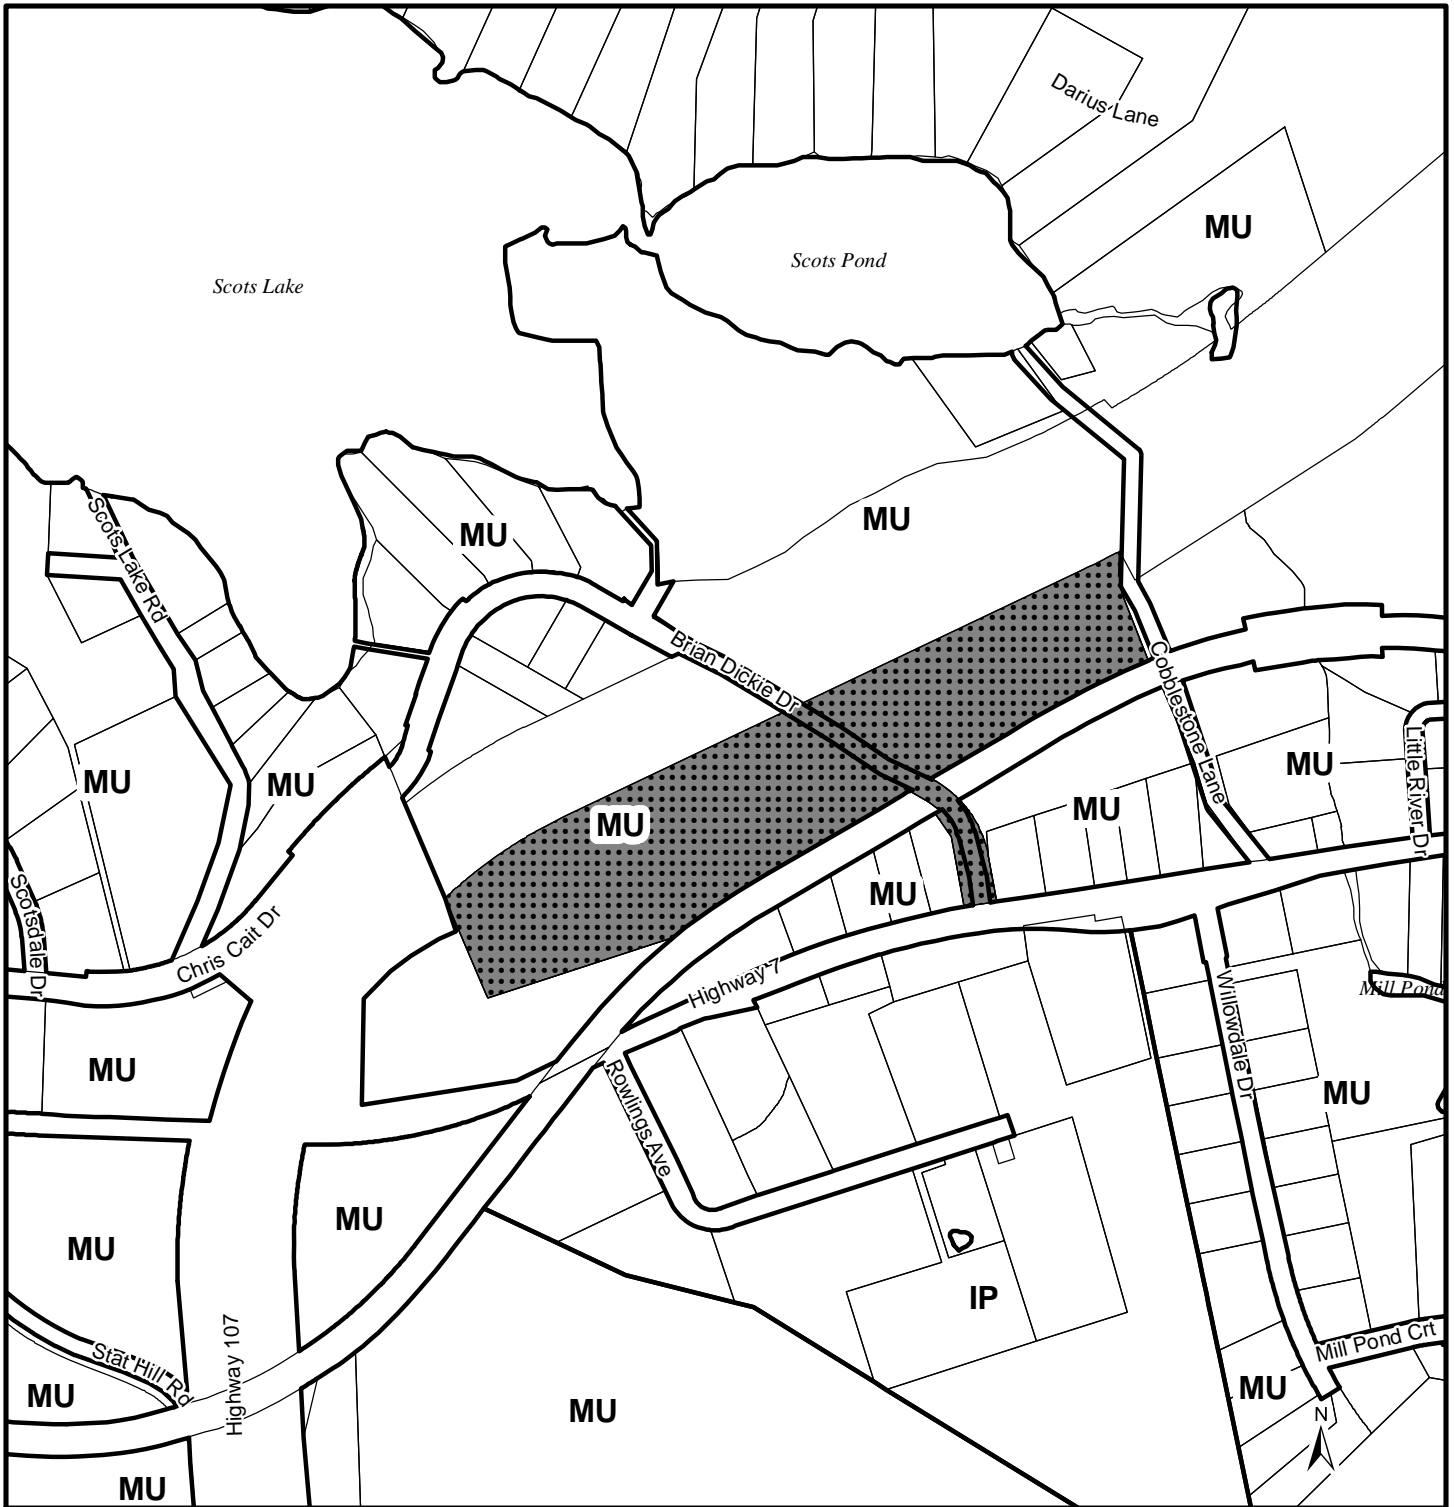 Darius Lane
MU
Scots Pond
Scots Lake
MU
Scots Lake Rd
MU
Brian Dickie Dr
Cobblestone Lane
Little River Dr
MU
MU
MU
MU
MU
MU
Scotsdale Dr
Chris Cait Dr
Highway 7
Willowdale Dr
Mill Pond
MU
Rowlings Ave
MU
MU
MU
IP
Highway 107
Stat Hill Rd
Mill Pond Crt
MU
MU
MU
N
MU